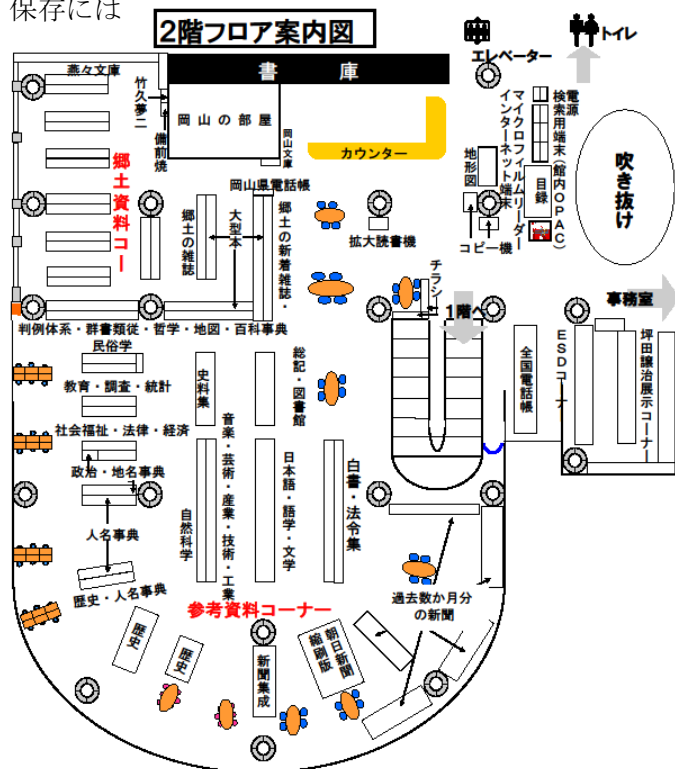 保存には
2階フロア案内図
エレベーター
トイレ
燕々文庫
書庫
竹久夢二
備前焼
岡山の部屋
岡山文庫
カウンター
マイクロフィルムリーダー
インターネット端末
地形図
電源
検索用端末(館内OPAC)
目録
吹き抜け
郷土資料コー
岡山県電話帳
郷土の雑誌
大型本
郷土の新着雑誌・
拡大読書機
コピー機
チラシ
1階へ
事務室
判例体系・群書類従・哲学・地図・百科事典
民俗学
教育・調査・統計
社会福祉・法律・経済
政治・地名事典
人名事典
歴史・人名事典
史料集
総記・図書館
全国電話帳
ESDコーナ
坪田譲治展示コーナー
自然科学
音楽・芸術・産業・技術・工業
日本語・語学・文学
白書・法令集
参考資料コーナー
過去数か月分
の新聞
歴史
歴史
新聞集成
朝日新聞
縮刷版